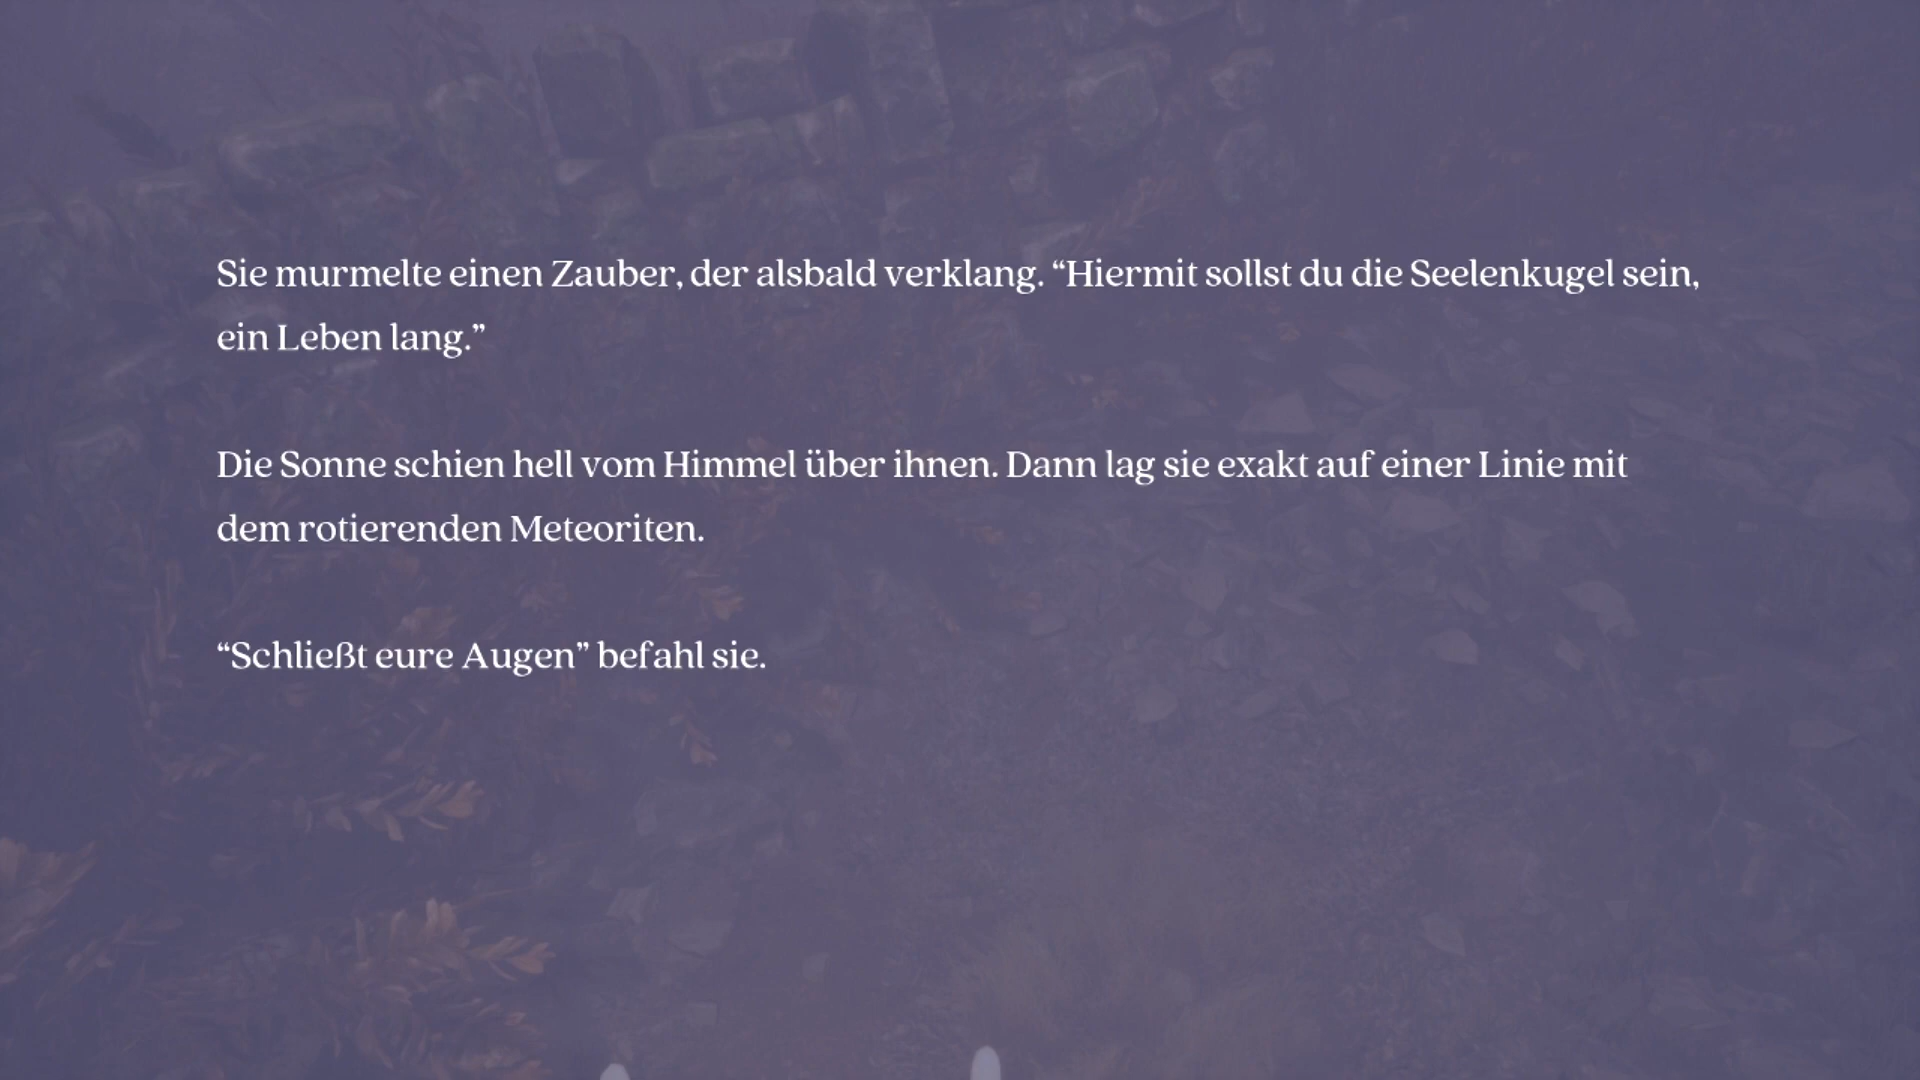 Sie murmelte einen Zauber, der alsbald verklang. “Hiermit sollst du die Seelenkugel sein,
ein Leben lang.”
Die Sonne schien hell vom Himmel über ihnen. Dann lag sie exakt auf einer Linie mit
dem rotierenden Meteoriten.
“Schließt eure Augen” befahl sie.